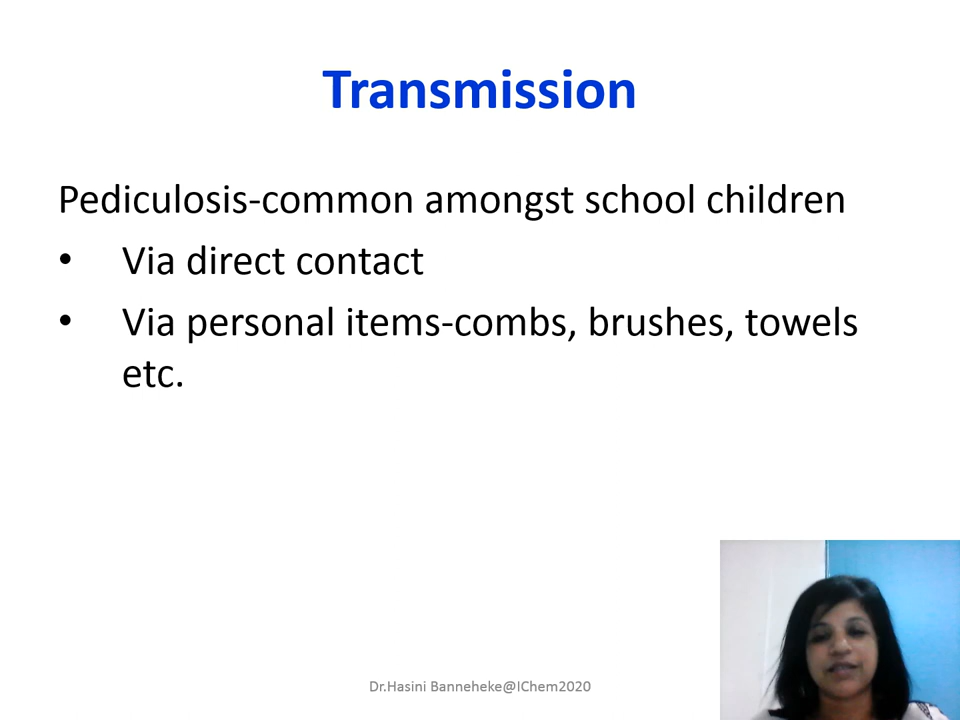 Transmission
Pediculosis-common amongst school children
• Via direct contact
• Via personal items-combs, brushes, towels
etc.
Dr.Hasini Banneheke@IChem2020